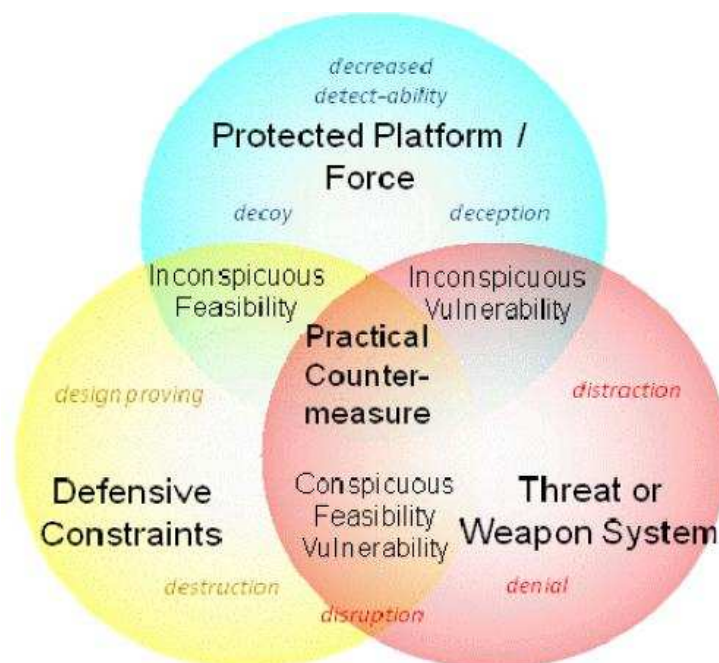 decreased
detect-ability
Protected Platform /
Force
decoy
deception
Inconspicuous
Feasibility
Inconspicuous
Vulnerability
Practical
Counter-
measure
design proving
distraction
Defensive
Constraints
Conspicuous
Feasibility
Vulnerability
Threat or
Weapon System
destruction
disruption
denial